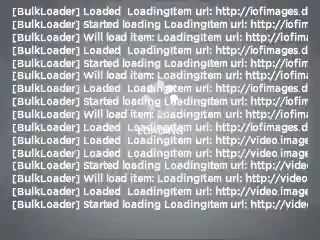 [BulkLoader] Loaded LoadingItem url: http://iofimages.d
[BulkLoader] Started loading LoadingItem url: http://iofim
[BulkLoader] Will load item: LoadingItem url: http://iofima
[BulkLoader] Loaded LoadingItem url: http://iofimages.d
[BulkLoader] Started loading LoadingItem url: http://iofim
[BulkLoader] Will load item: LoadingItem url: http://iofima
[BulkLoader] Loaded LoadingItem url: http://iofimages.d
[BulkLoader] Started loading LoadingItem url: http://iofim
[BulkLoader] Will load item: LoadingItem url: http://iofima
[BulkLoader] Loaded LoadingItem url: http://iofimages.d
[BulkLoader] Loaded LoadingItem url: http://video.image
[BulkLoader] Loaded LoadingItem url: http://video.image
[BulkLoader] Started loading LoadingItem url: http://vide
[BulkLoader] Will load item: LoadingItem url: http://video
[BulkLoader] Loaded LoadingItem url: http://video.image
[BulkLoader] Started loading LoadingItem url: http://vide